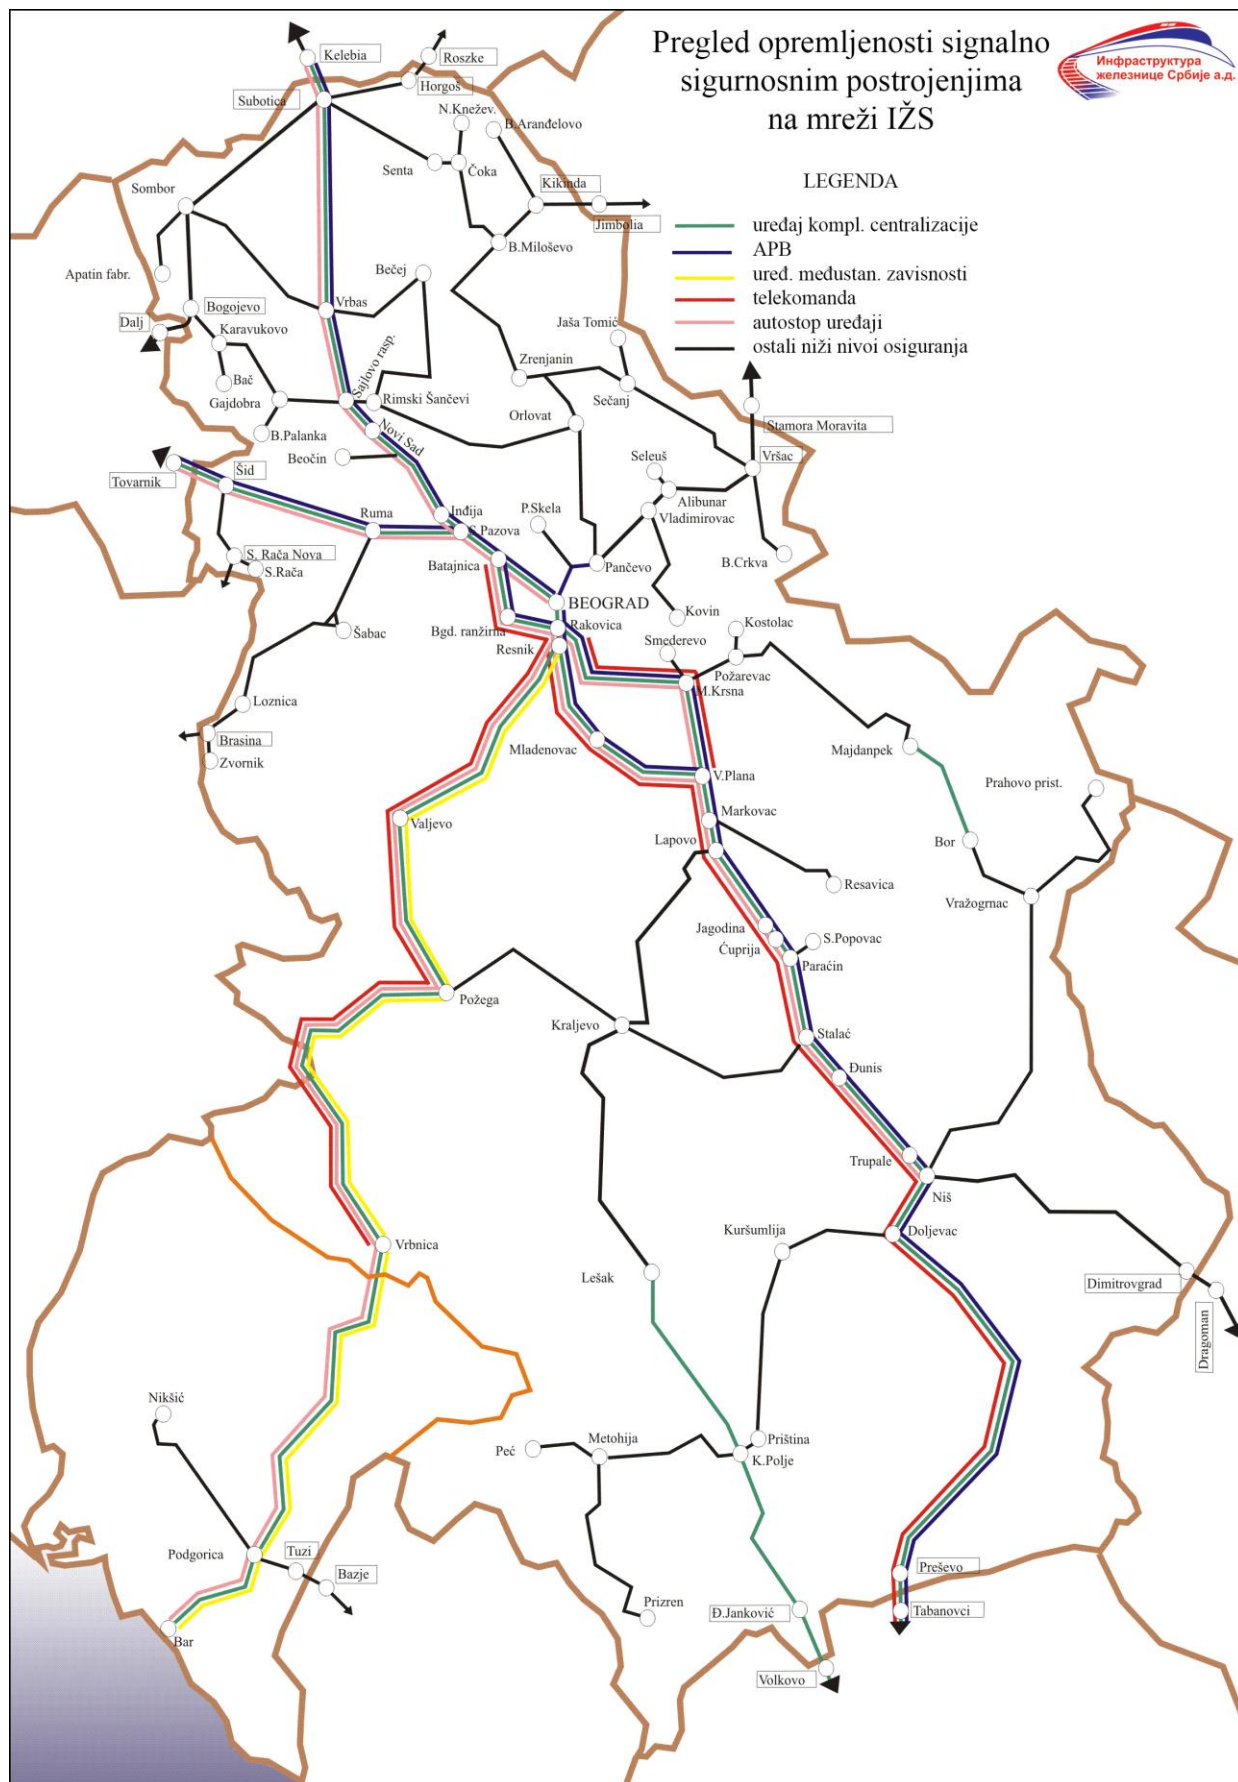 Pregled opremljenosti signalno
sigurnosnim postrojenjima
na mreži IŽS
Инфраструктура
железнице Србије а.д.
LEGENDA
uređaj kompl. centralizacije
APB
uređ. međustan. zavisnosti
telekomanda
autostop uređaji
ostali niži nivoi osiguranja
Kelebia
Roszke
Subotica
Horgoš
N.Knežev.
B.Aranđelovo
Senta
Čoka
Sombor
Kikinda
Jimbolia
B.Miloševo
Apatin fabr.
Bečej
Bogojevo
Vrbas
Dalj
Karavukovo
Jaša Tomić
Sajlovo rasp.
Zrenjanin
Bač
Gajdobra
Rimski Šančevi
Sečanj
Orlovat
Stamora Moravita
B.Palanka
Novi Sad
Beočin
Seleuš
Vršac
Tovarnik
Šid
Alibunar
Vladimirovac
Ruma
Inđija
P.Skela
S.Pazova
S. Rača Nova
S.Rača
Batajnica
Pančevo
B.Crkva
BEOGRAD
Kovin
Šabac
Bgd. ranžirna
Rakovica
Resnik
Smederevo
Kostolac
Požarevac
Loznica
M.Krsna
Brasina
Zvornik
Mladenovac
Majdanpek
Prahovo prist.
V.Plana
Valjevo
Markovac
Lapovo
Bor
Resavica
Vražogrnac
Jagodina
Ćuprija
S.Popovac
Paraćin
Požega
Kraljevo
Stalać
Đunis
Trupale
Niš
Kuršumlija
Doljevac
Vrbnica
Lešak
Dimitrovgrad
Dragoman
Nikšić
Peć
Metohija
Priština
K.Polje
Podgorica
Tuzi
Bazje
Preševo
Prizren
Đ.Janković
Tabanovci
Bar
Volkovo